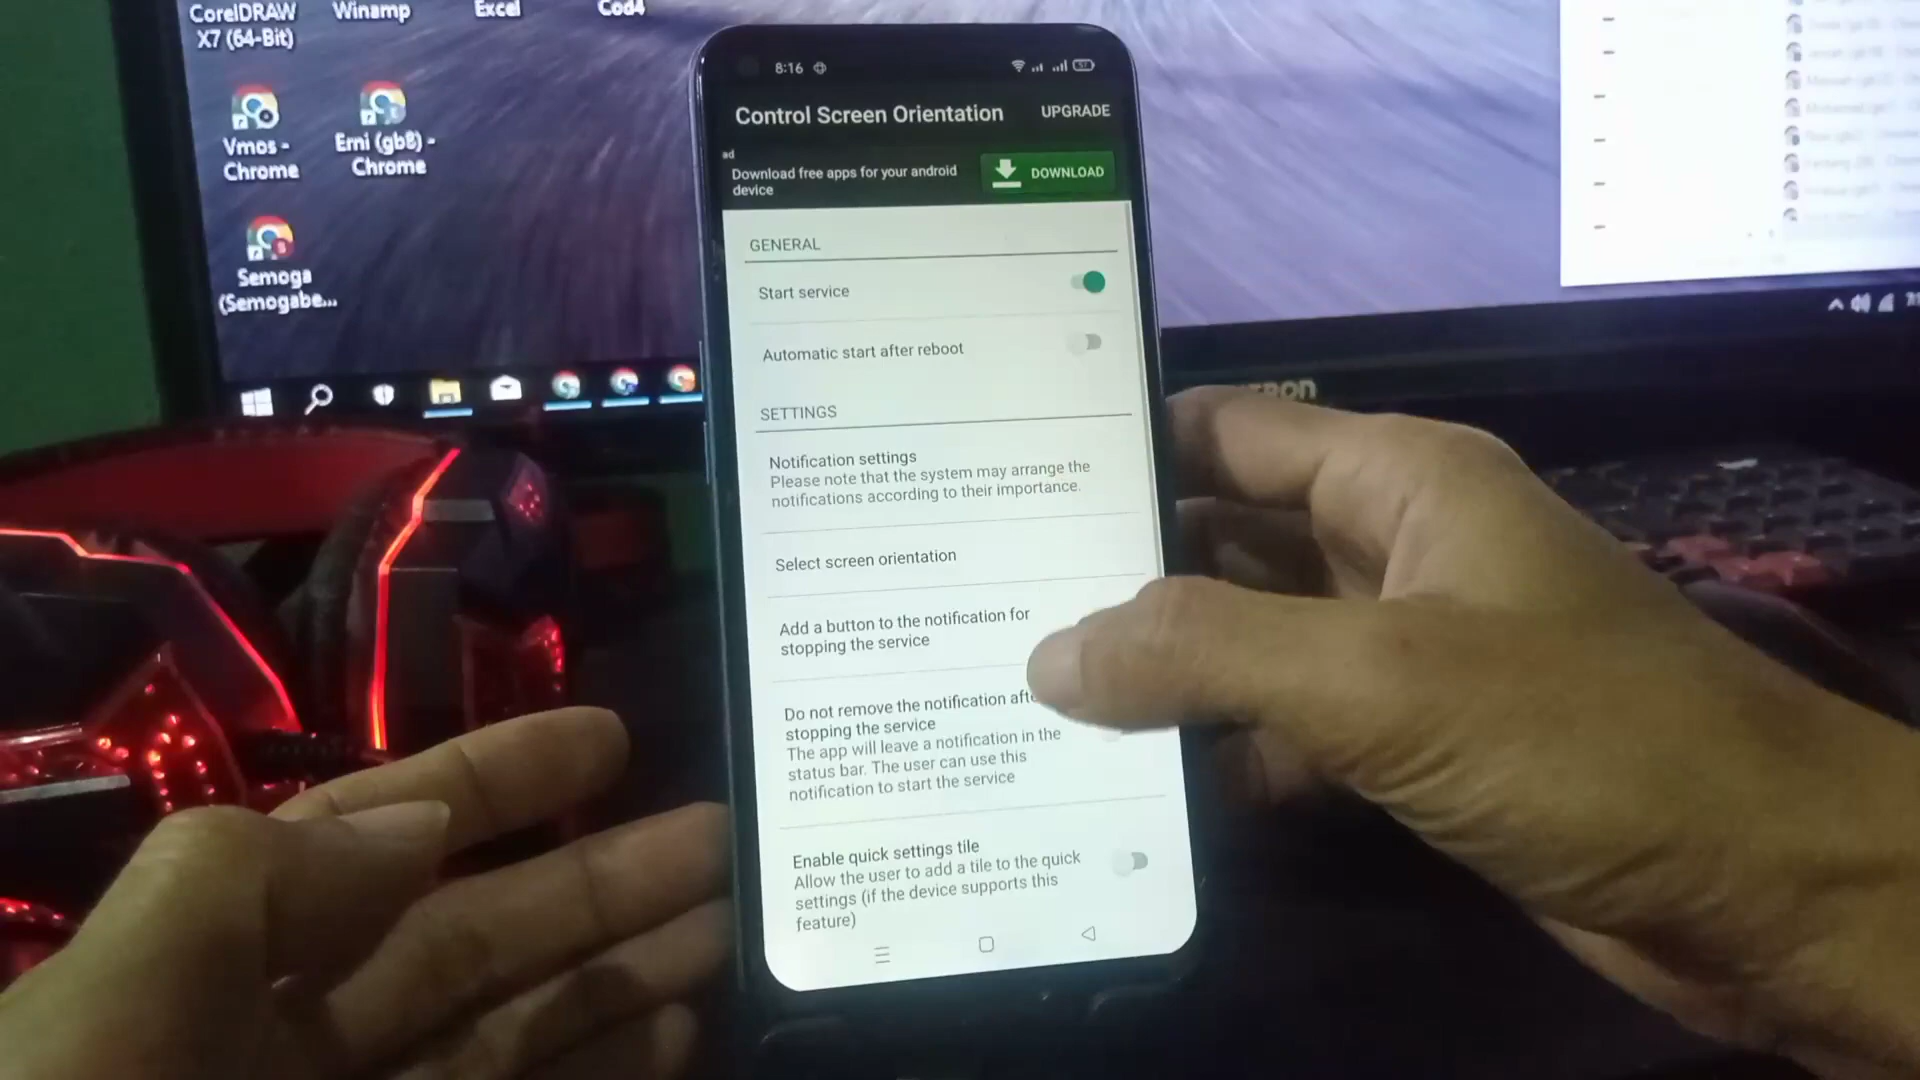 CorelDRAW
X7 (64-Bit)
Winamp
Excel
Cod4
Vmos -
Chrome
Erni (gb8) -
Chrome
Semoga
(Semogabe...
8:16
57
Control Screen Orientation
UPGRADE
ad
Download free apps for your android
device
DOWNLOAD
GENERAL
Start service
Automatic start after reboot
SETTINGS
Notification settings
Please note that the system may arrange the
notifications according to their importance.
Select screen orientation
Add a button to the notification for
stopping the service
Do not remove the notification afte
stopping the service
The app will leave a notification in the
status bar. The user can use this
notification to start the service
Enable quick settings tile
Allow the user to add a tile to the quick
settings (if the device supports this
feature)